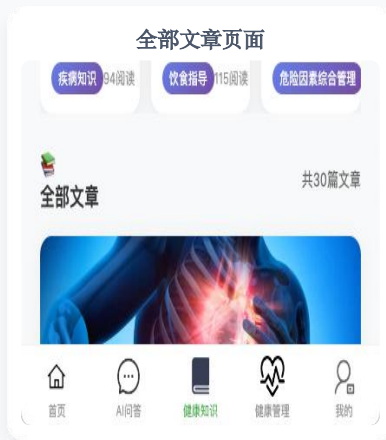 全部文章页面
疾病知识 94阅读 饮食指导 115阅读 危险因素综合管理
全部文章 共30篇文章
首页 AI问答 健康知识 健康管理 我的